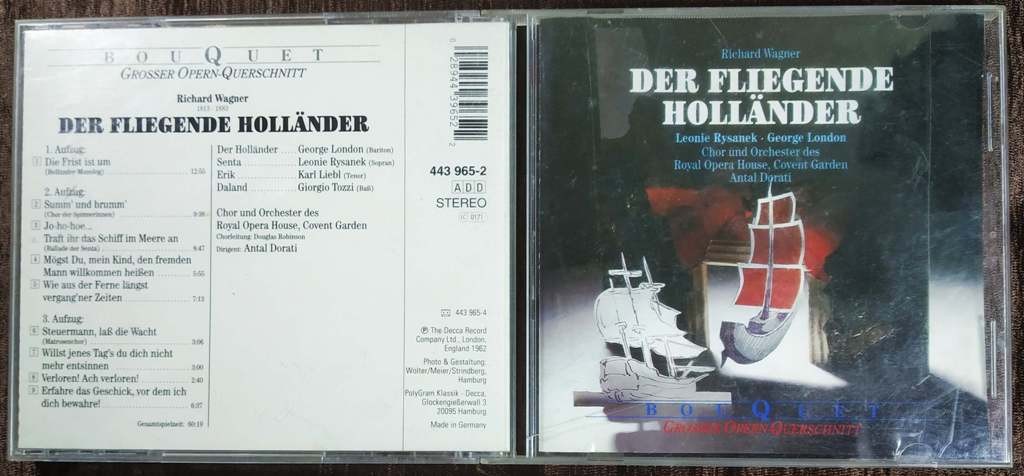 BOUQUET
GROSSER OPERN-QUERSCHNITT
Richard Wagner
1813 - 1883
DER FLIEGENDE HOLLÄNDER
1. Aufzug:
1 Die Frist ist um
(Holländer-Monolog) 12:55
2. Aufzug:
2 Summ' und brumm'
(Chor der Spinnerinnen)
3 Jo-ho-hoe...
Traft ihr das Schiff im Meere an
(Ballade der Senta) 8:47
4 Mögst Du, mein Kind, den fremden
Mann willkommen heißen 5:55
5 Wie aus der Ferne längst
vergang'ner Zeiten 7:13
3. Aufzug:
6 Steuermann, laß die Wacht
(Matrosenchor) 3:06
7 Willst jenes Tag's du dich nicht
mehr entsinnen 3:00
8 Verloren! Ach verloren! 2:40
9 Erfahre das Geschick, vor dem ich
dich bewahre! 6:37
Gesamtspielzeit: 60:19
Der Holländer .... George London (Bariton)
Senta .... Leonie Rysanek (Sopran)
Erik .... Karl Liebl (Tenor)
Daland .... Giorgio Tozzi (Baß)
Chor und Orchester des
Royal Opera House, Covent Garden
Chorleitung: Douglas Robinson
Dirigent: Antal Dorati
0 28944 39652 2
443 965-2
ADD
STEREO
443 965-4
℗ The Decca Record
Company Ltd., London,
England 1962
Photo & Gestaltung:
Wolter/Meier/Strindberg,
Hamburg
PolyGram Klassik - Decca,
Glockengießerwall 3
20095 Hamburg
Made in Germany
Richard Wagner
DER FLIEGENDE
HOLLÄNDER
Leonie Rysanek · George London
Chor und Orchester des
Royal Opera House, Covent Garden
Antal Dorati
BOUQUET
GROSSER OPERN-QUERSCHNITT